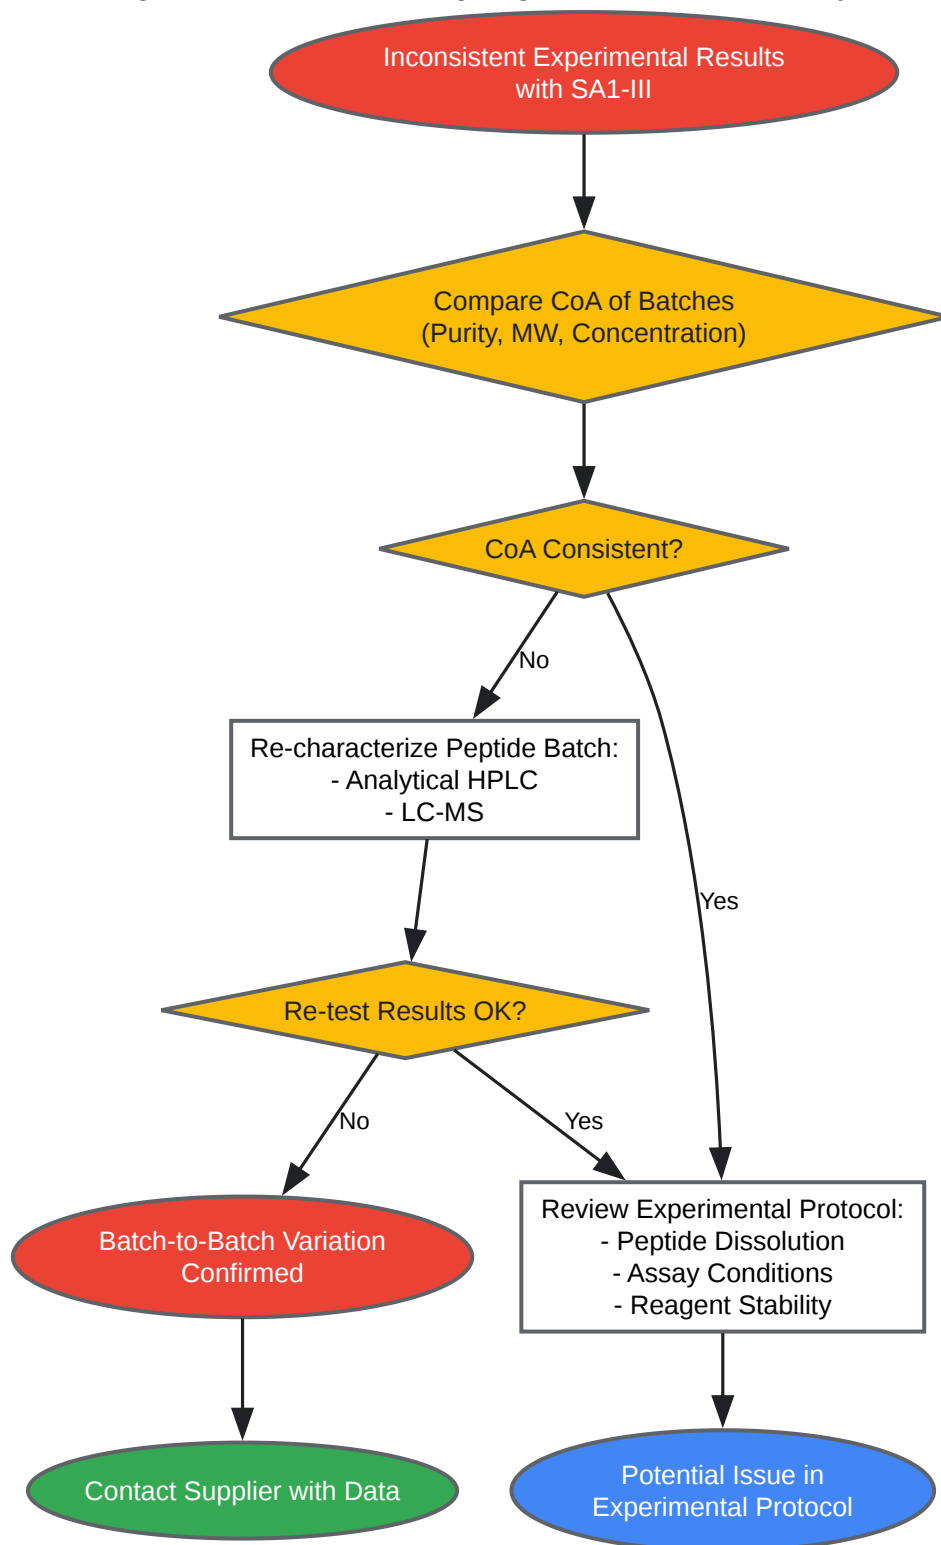 Inconsistent Experimental Results
with SA1-III
Compare CoA of Batches
(Purity, MW, Concentration)
CoA Consistent?
No
Re-characterize Peptide Batch:
- Analytical HPLC
- LC-MS
Yes
Re-test Results OK?
No
Yes
Review Experimental Protocol:
- Peptide Dissolution
- Assay Conditions
- Reagent Stability
Batch-to-Batch Variation
Confirmed
Contact Supplier with Data
Potential Issue in
Experimental Protocol